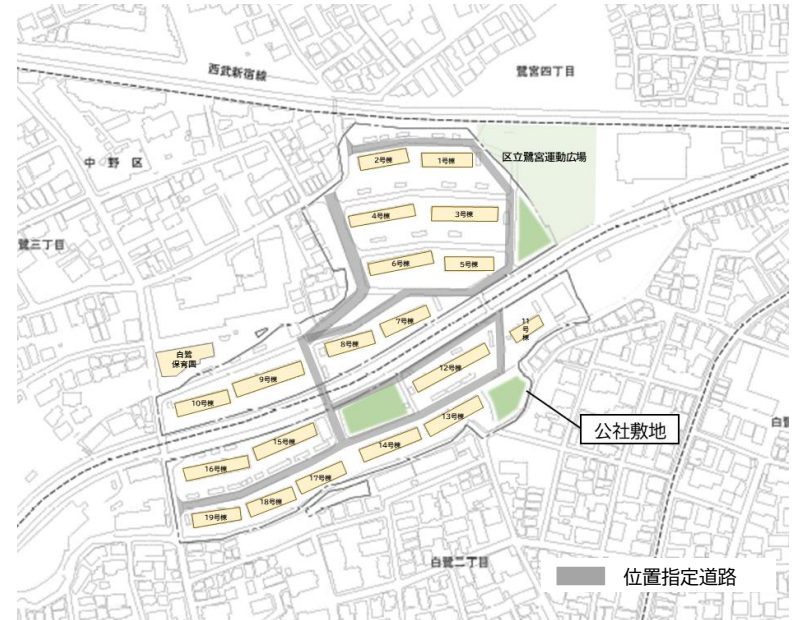 西武新宿線
鷺宮四丁目
中野区
区立鷺宮運動広場
2号棟
1号棟
4号棟
3号棟
鷺三丁目
6号棟
5号棟
7号棟
11号棟
8号棟
白鷺
保育園
9号棟
12号棟
10号棟
13号棟
公社敷地
白鷺
15号棟
14号棟
16号棟
17号棟
18号棟
19号棟
白鷺二丁目
位置指定道路